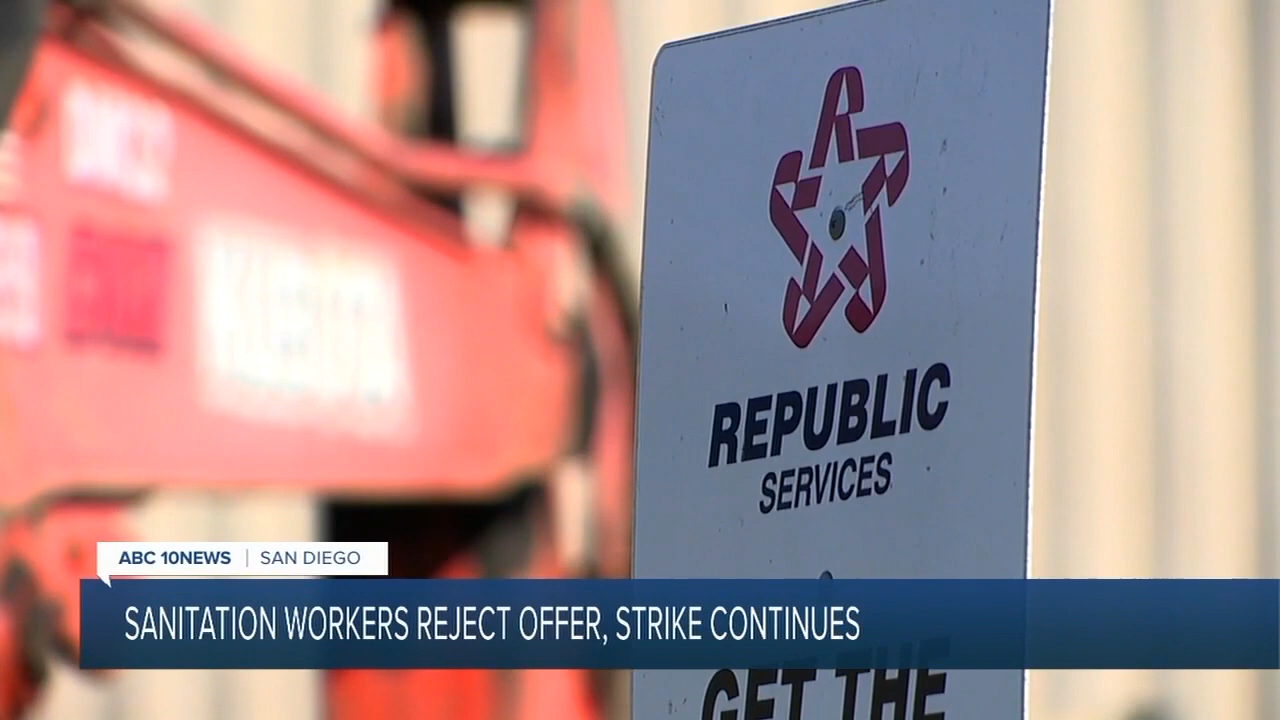 REPUBLIC
SERVICES
ABC 10NEWS | SAN DIEGO
SANITATION WORKERS REJECT OFFER, STRIKE CONTINUES
GET THE